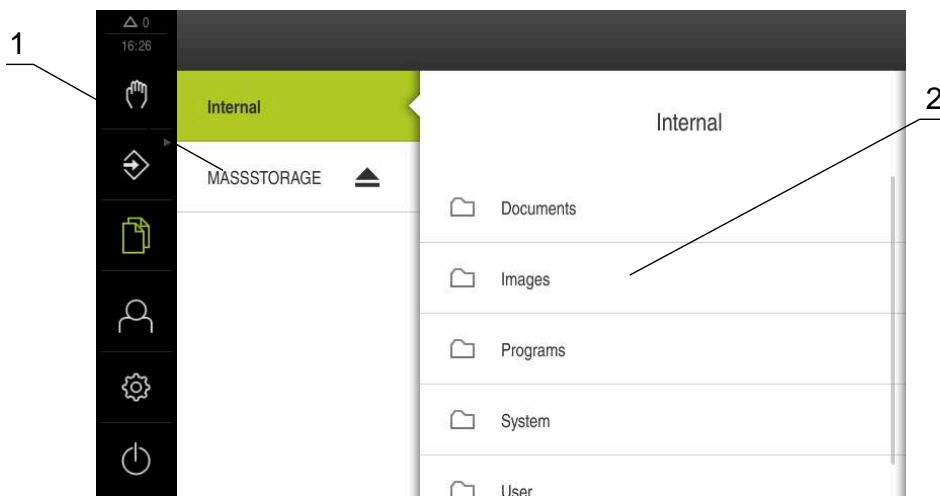 1
0
16:26
Internal
MASSSTORAGE
Internal
2
Documents
Images
Programs
System
User